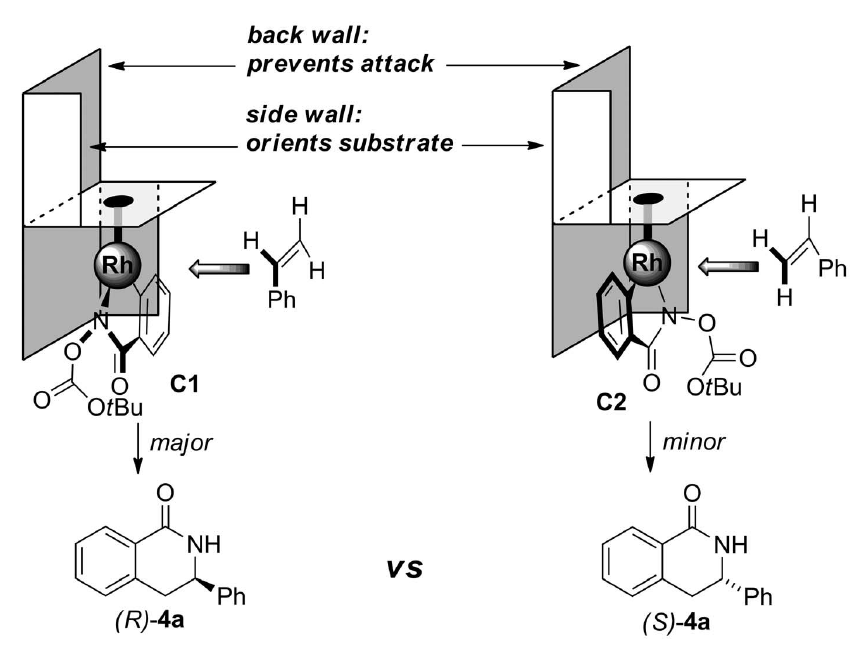 back wall:
prevents attack
side wall:
orients substrate
Rh
H
H
H
Ph
N
O
O
O
OtBu
C1
Rh
H
H
H
Ph
N
O
O
O
OtBu
C2
major
minor
O
NH
Ph
(R)-4a
vs
O
NH
Ph
(S)-4a